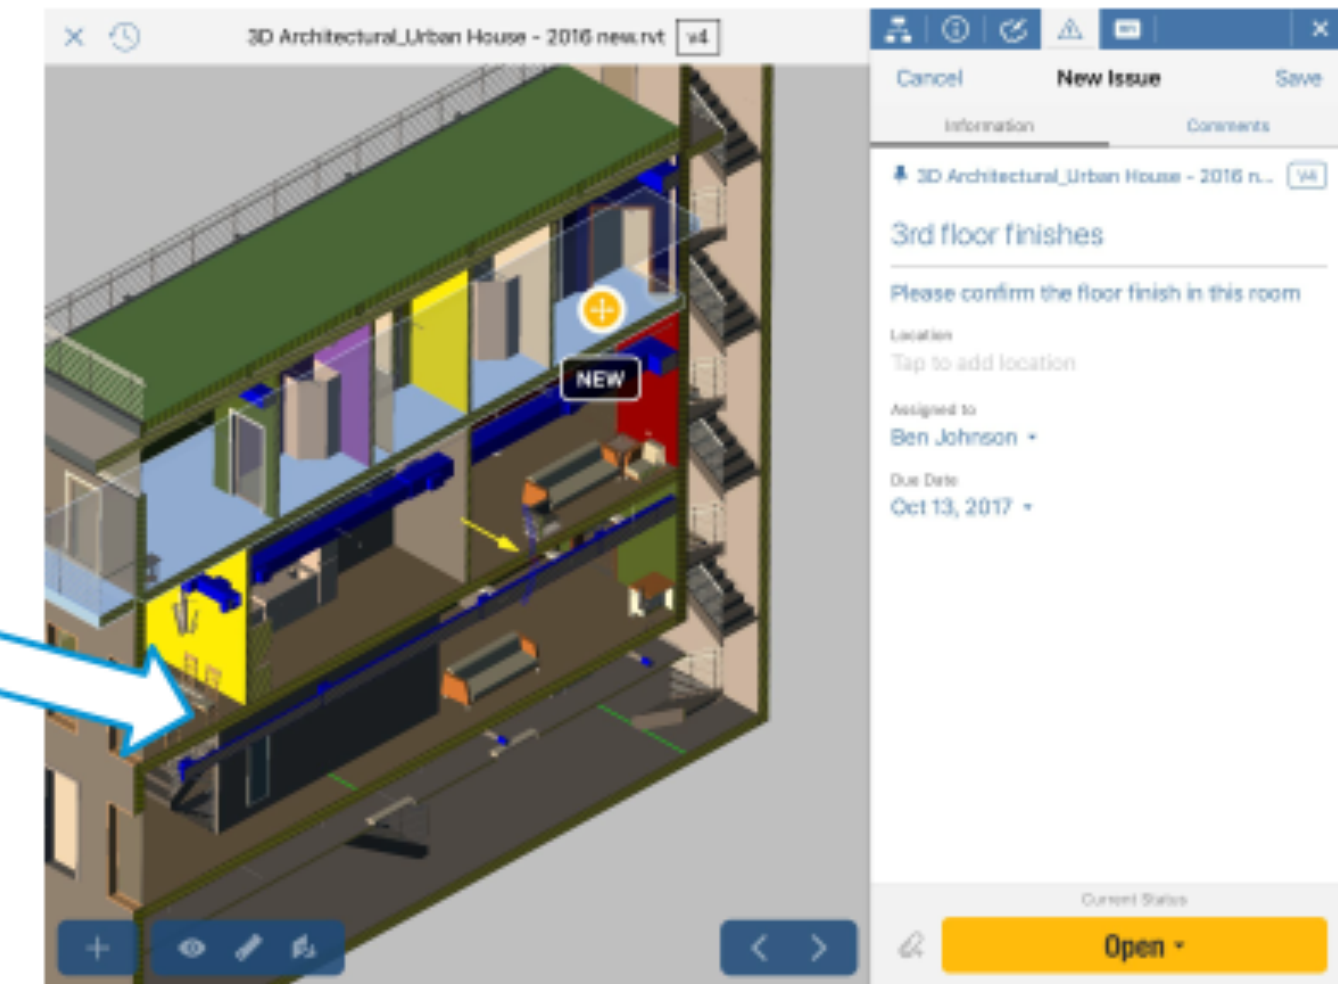 3D Architectural_Urban House - 2016 new.rvt v4
Cancel New Issue Save
Information Comments
3D Architectural_Urban House - 2016 n... V4
3rd floor finishes
Please confirm the floor finish in this room
Location
Tap to add location
Assigned to
Ben Johnson
Due Date
Oct 13, 2017
NEW
Current Status
Open